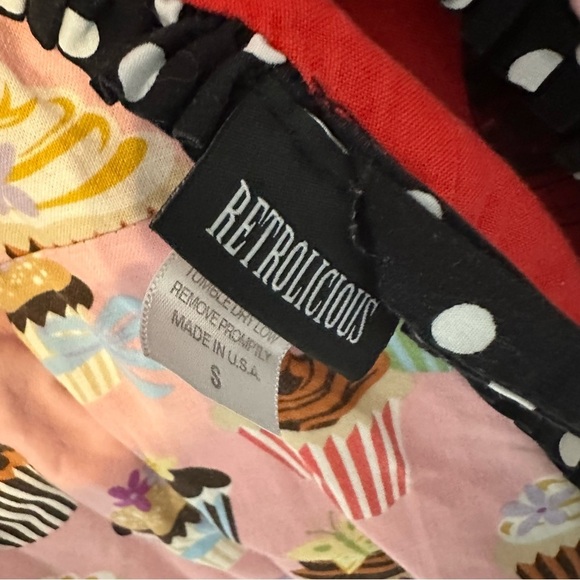 RETROLICIOUS
TUMBLE DRY LOW
REMOVE PROMPTLY
MADE IN U.S.A.
S